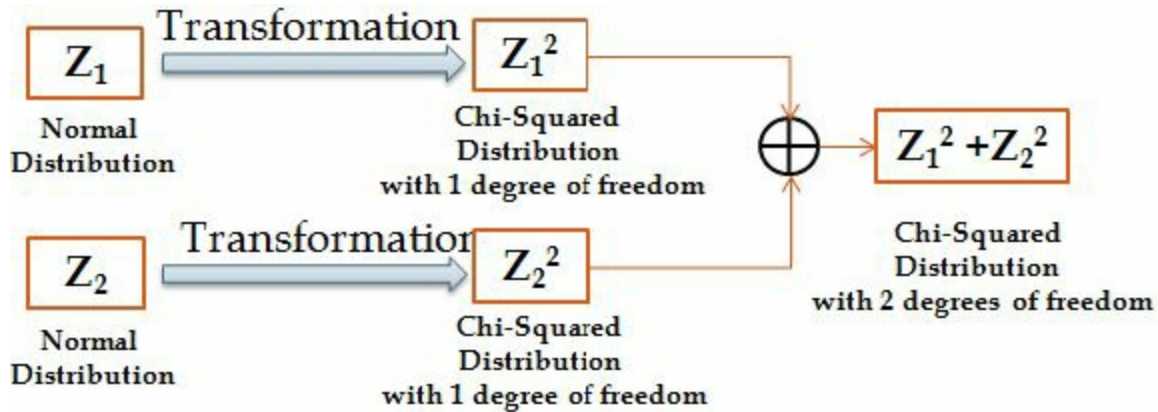 Transformation
Z₁
Z₁²
Normal
Distribution
Chi-Squared
Distribution
with 1 degree of freedom
Z₁² +Z₂²
Transformation
Z₂
Z₂²
Normal
Distribution
Chi-Squared
Distribution
with 1 degree of freedom
Chi-Squared
Distribution
with 2 degrees of freedom